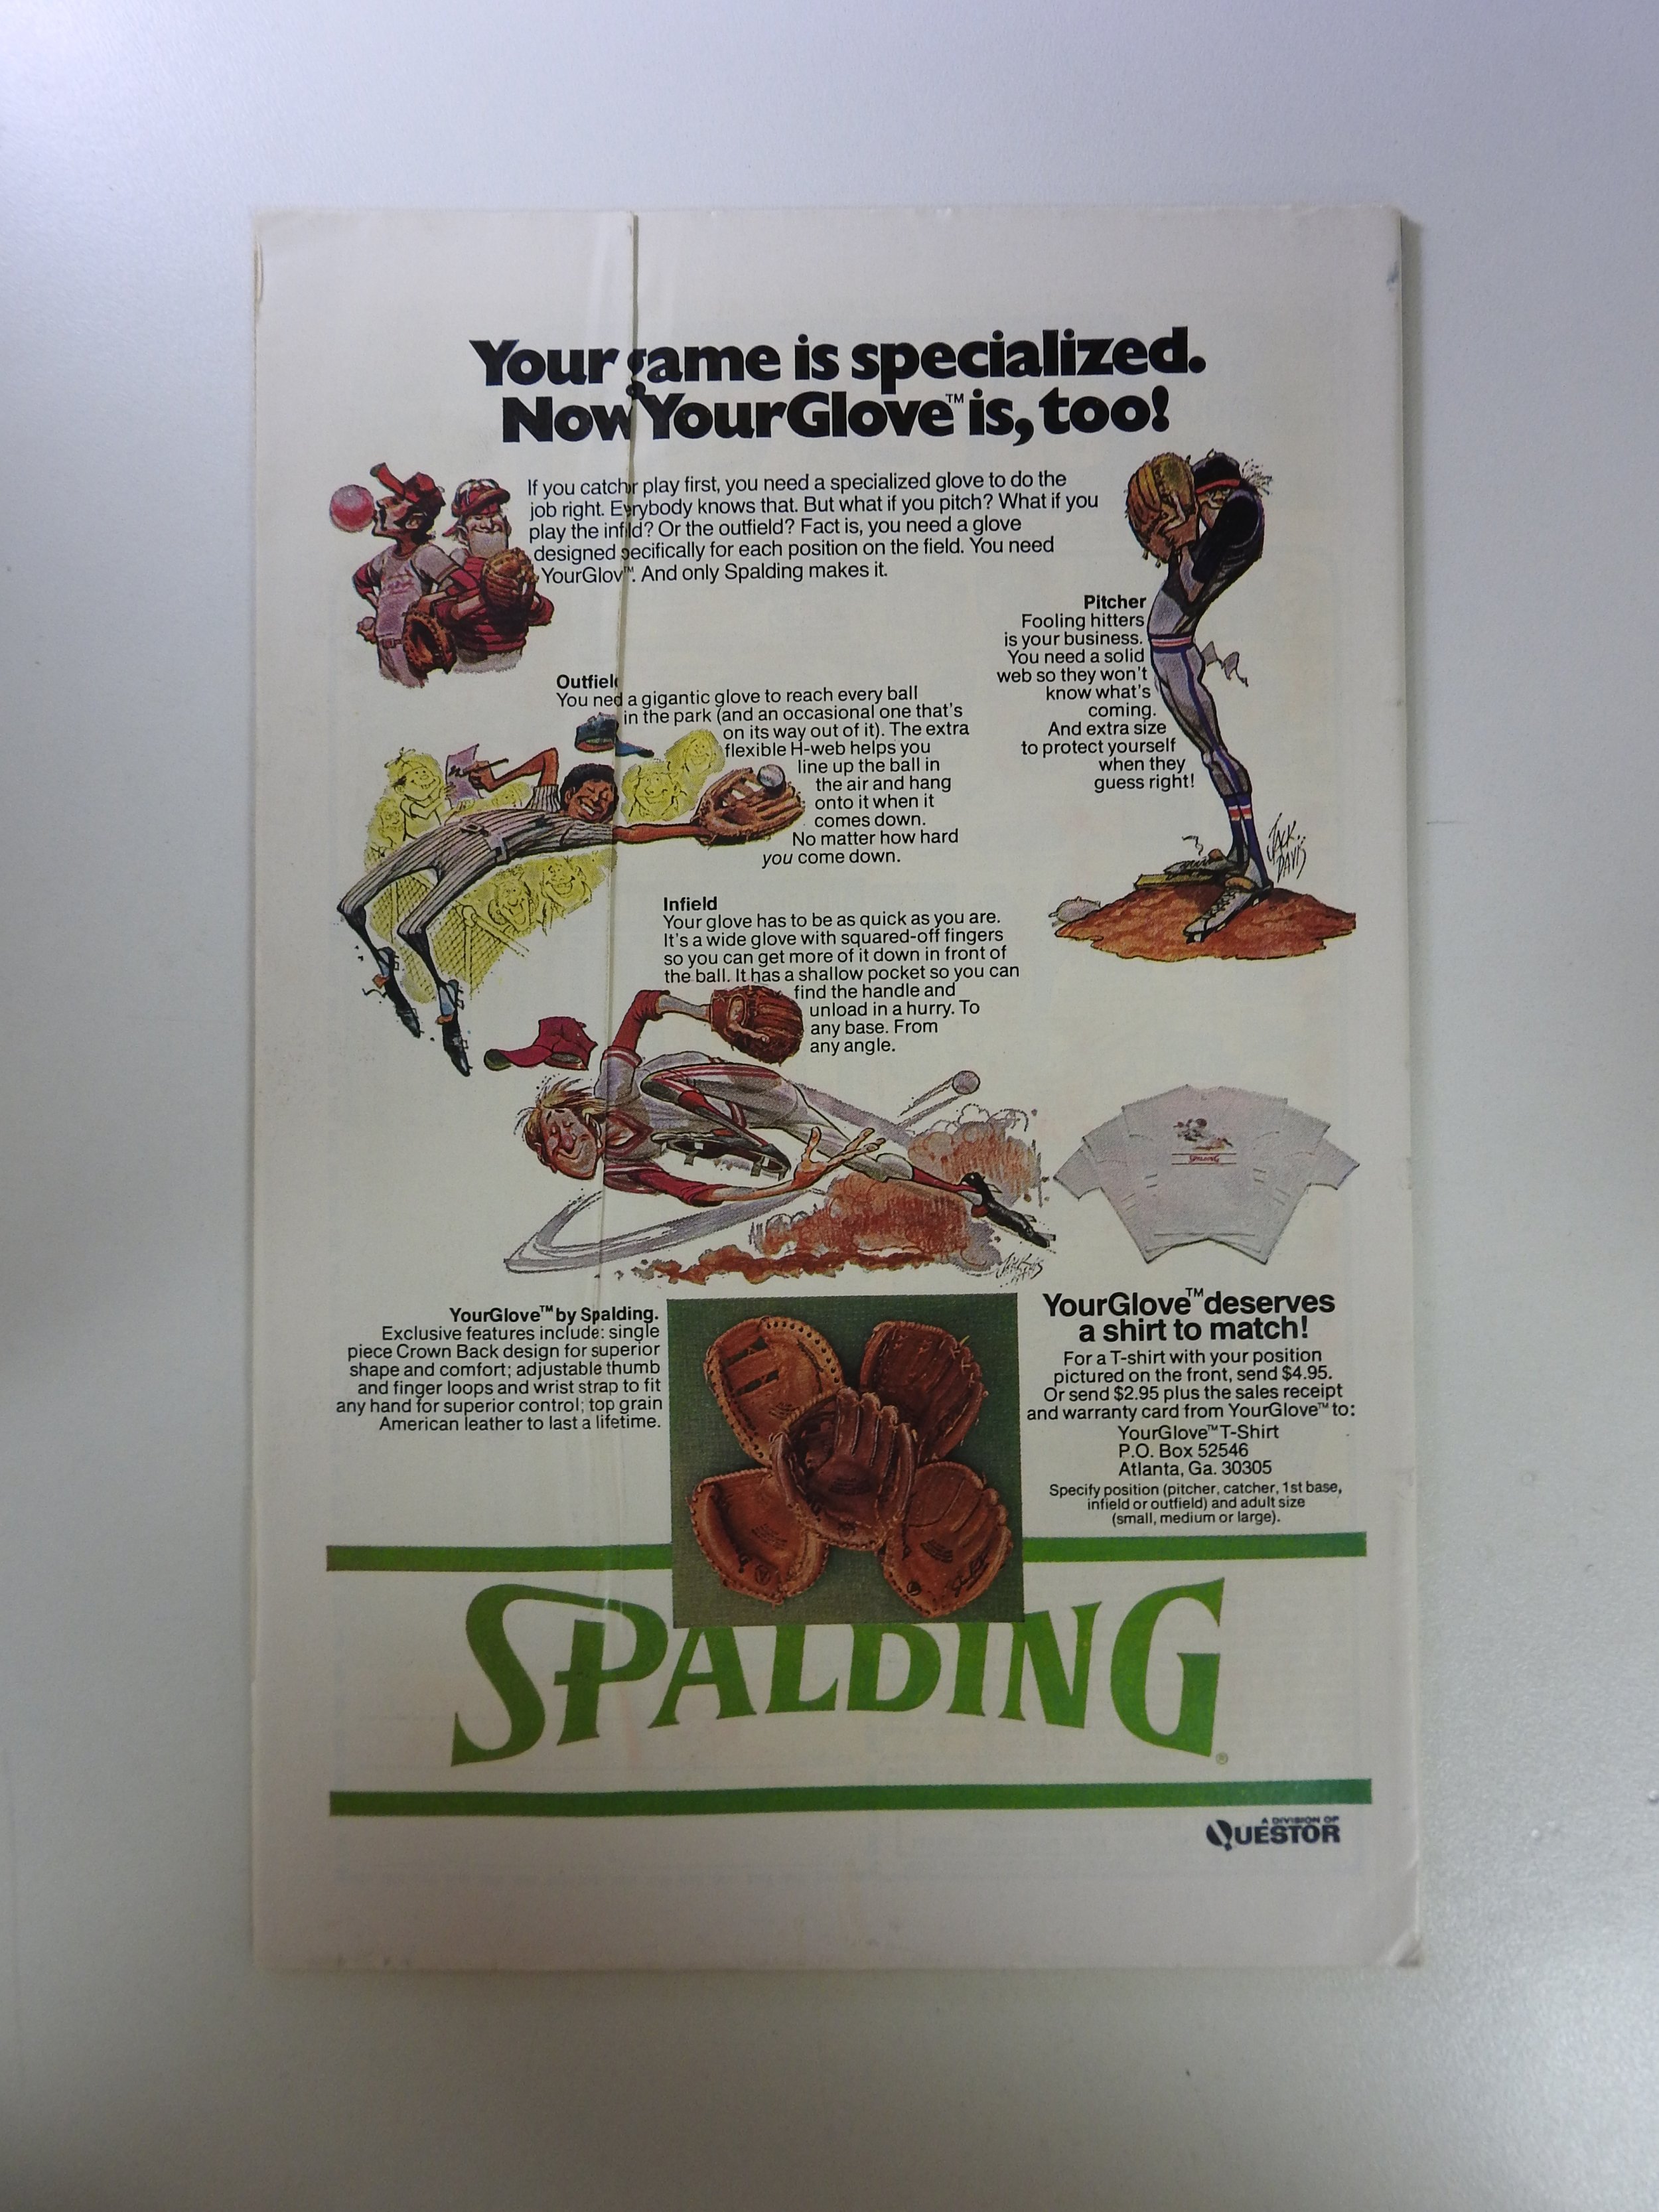 Your game is specialized.
Now YourGlove™ is, too!
If you catch r play first, you need a specialized glove to do the
job right. E rybody knows that. But what if you pitch? What if you
play the infi ld? Or the outfield? Fact is, you need a glove
designed pecifically for each position on the field. You need
YourGlov ™. And only Spalding makes it.
Pitcher
Fooling hitters
is your business.
You need a solid
web so they won't
know what's
coming.
And extra size
to protect yourself
when they
guess right!
JACK
DAVIS
Outfiel
You ne d a gigantic glove to reach every ball
in the park (and an occasional one that's
on its way out of it). The extra
flexible H-web helps you
line up the ball in
the air and hang
onto it when it
comes down.
No matter how hard
you come down.
Infield
Your glove has to be as quick as you are.
It's a wide glove with squared-off fingers
so you can get more of it down in front of
the ball. It has a shallow pocket so you can
find the handle and
unload in a hurry. To
any base. From
any angle.
JACK DAVIS
SPALDING
YourGlove™ by Spalding.
Exclusive features include: single
piece Crown Back design for superior
shape and comfort; adjustable thumb
and finger loops and wrist strap to fit
any hand for superior control; top grain
American leather to last a lifetime.
YourGlove™ deserves
a shirt to match!
For a T-shirt with your position
pictured on the front, send $4.95.
Or send $2.95 plus the sales receipt
and warranty card from YourGlove™ to:
YourGlove™ T-Shirt
P.O. Box 52546
Atlanta, Ga. 30305
Specify position (pitcher, catcher, 1st base,
infield or outfield) and adult size
(small, medium or large).
SPALDING®
A DIVISION OF
QUESTOR